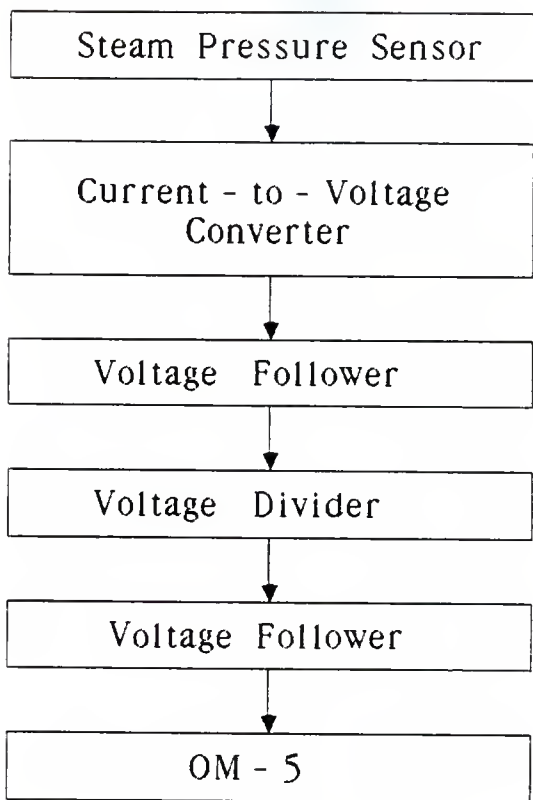 Steam Pressure Sensor
Current - to - Voltage
Converter
Voltage Follower
Voltage Divider
Voltage Follower
OM - 5